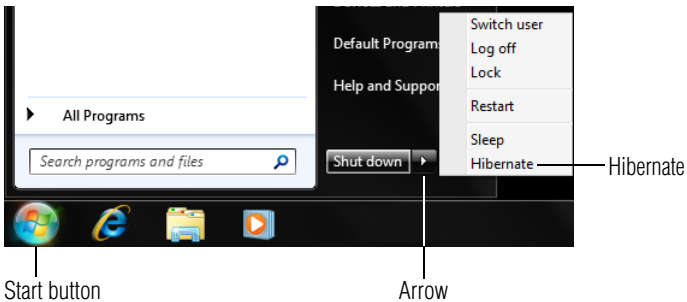 Switch user
Default Program
Log off
Lock
Help and Suppor
Restart
All Programs
Sleep
Search programs and files
Shut down
Hibernate
Hibernate
Start button
Arrow